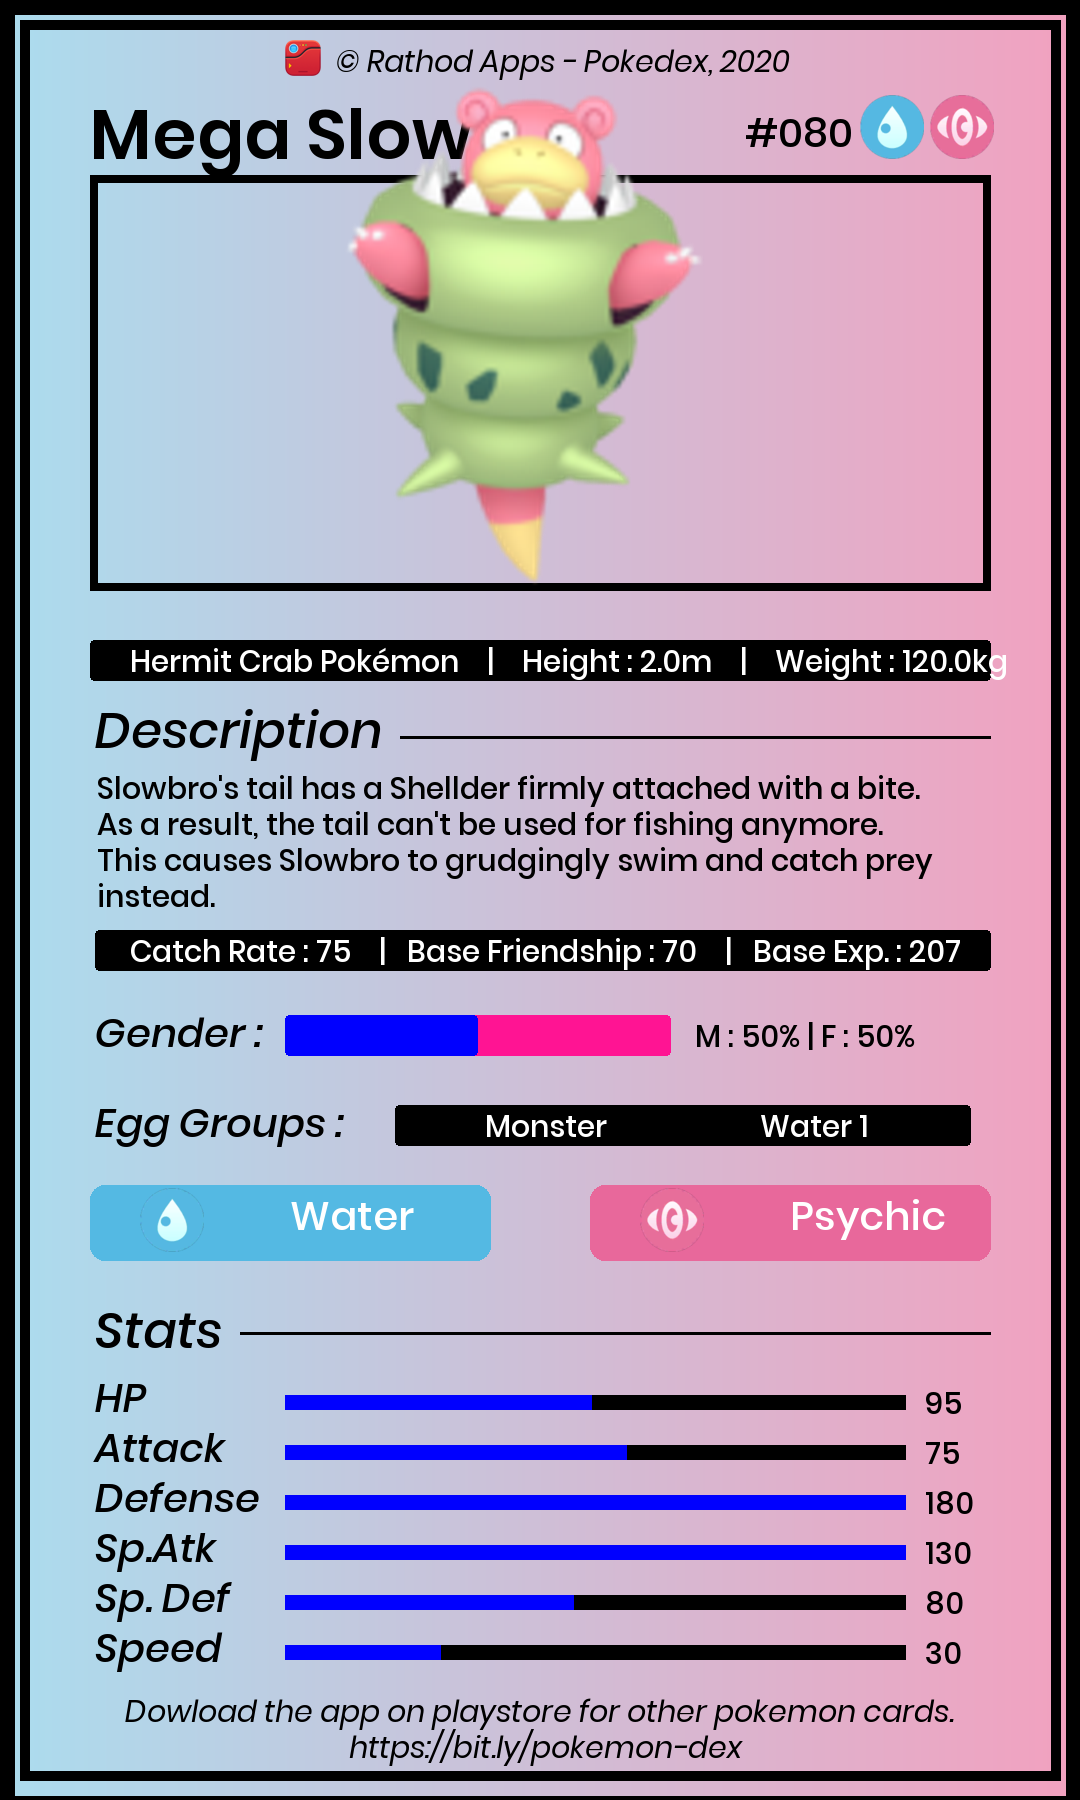 © Rathod Apps - Pokedex, 2020
Mega Slow
#080
Hermit Crab Pokémon | Height : 2.0m | Weight : 120.0kg
Description
Slowbro's tail has a Shellder firmly attached with a bite.
As a result, the tail can't be used for fishing anymore.
This causes Slowbro to grudgingly swim and catch prey
instead.
Catch Rate : 75 | Base Friendship : 70 | Base Exp. : 207
Gender : M : 50% | F : 50%
Egg Groups : Monster Water 1
Water Psychic
Stats
HP 95
Attack 75
Defense 180
Sp.Atk 130
Sp. Def 80
Speed 30
Dowload the app on playstore for other pokemon cards.
https://bit.ly/pokemon-dex